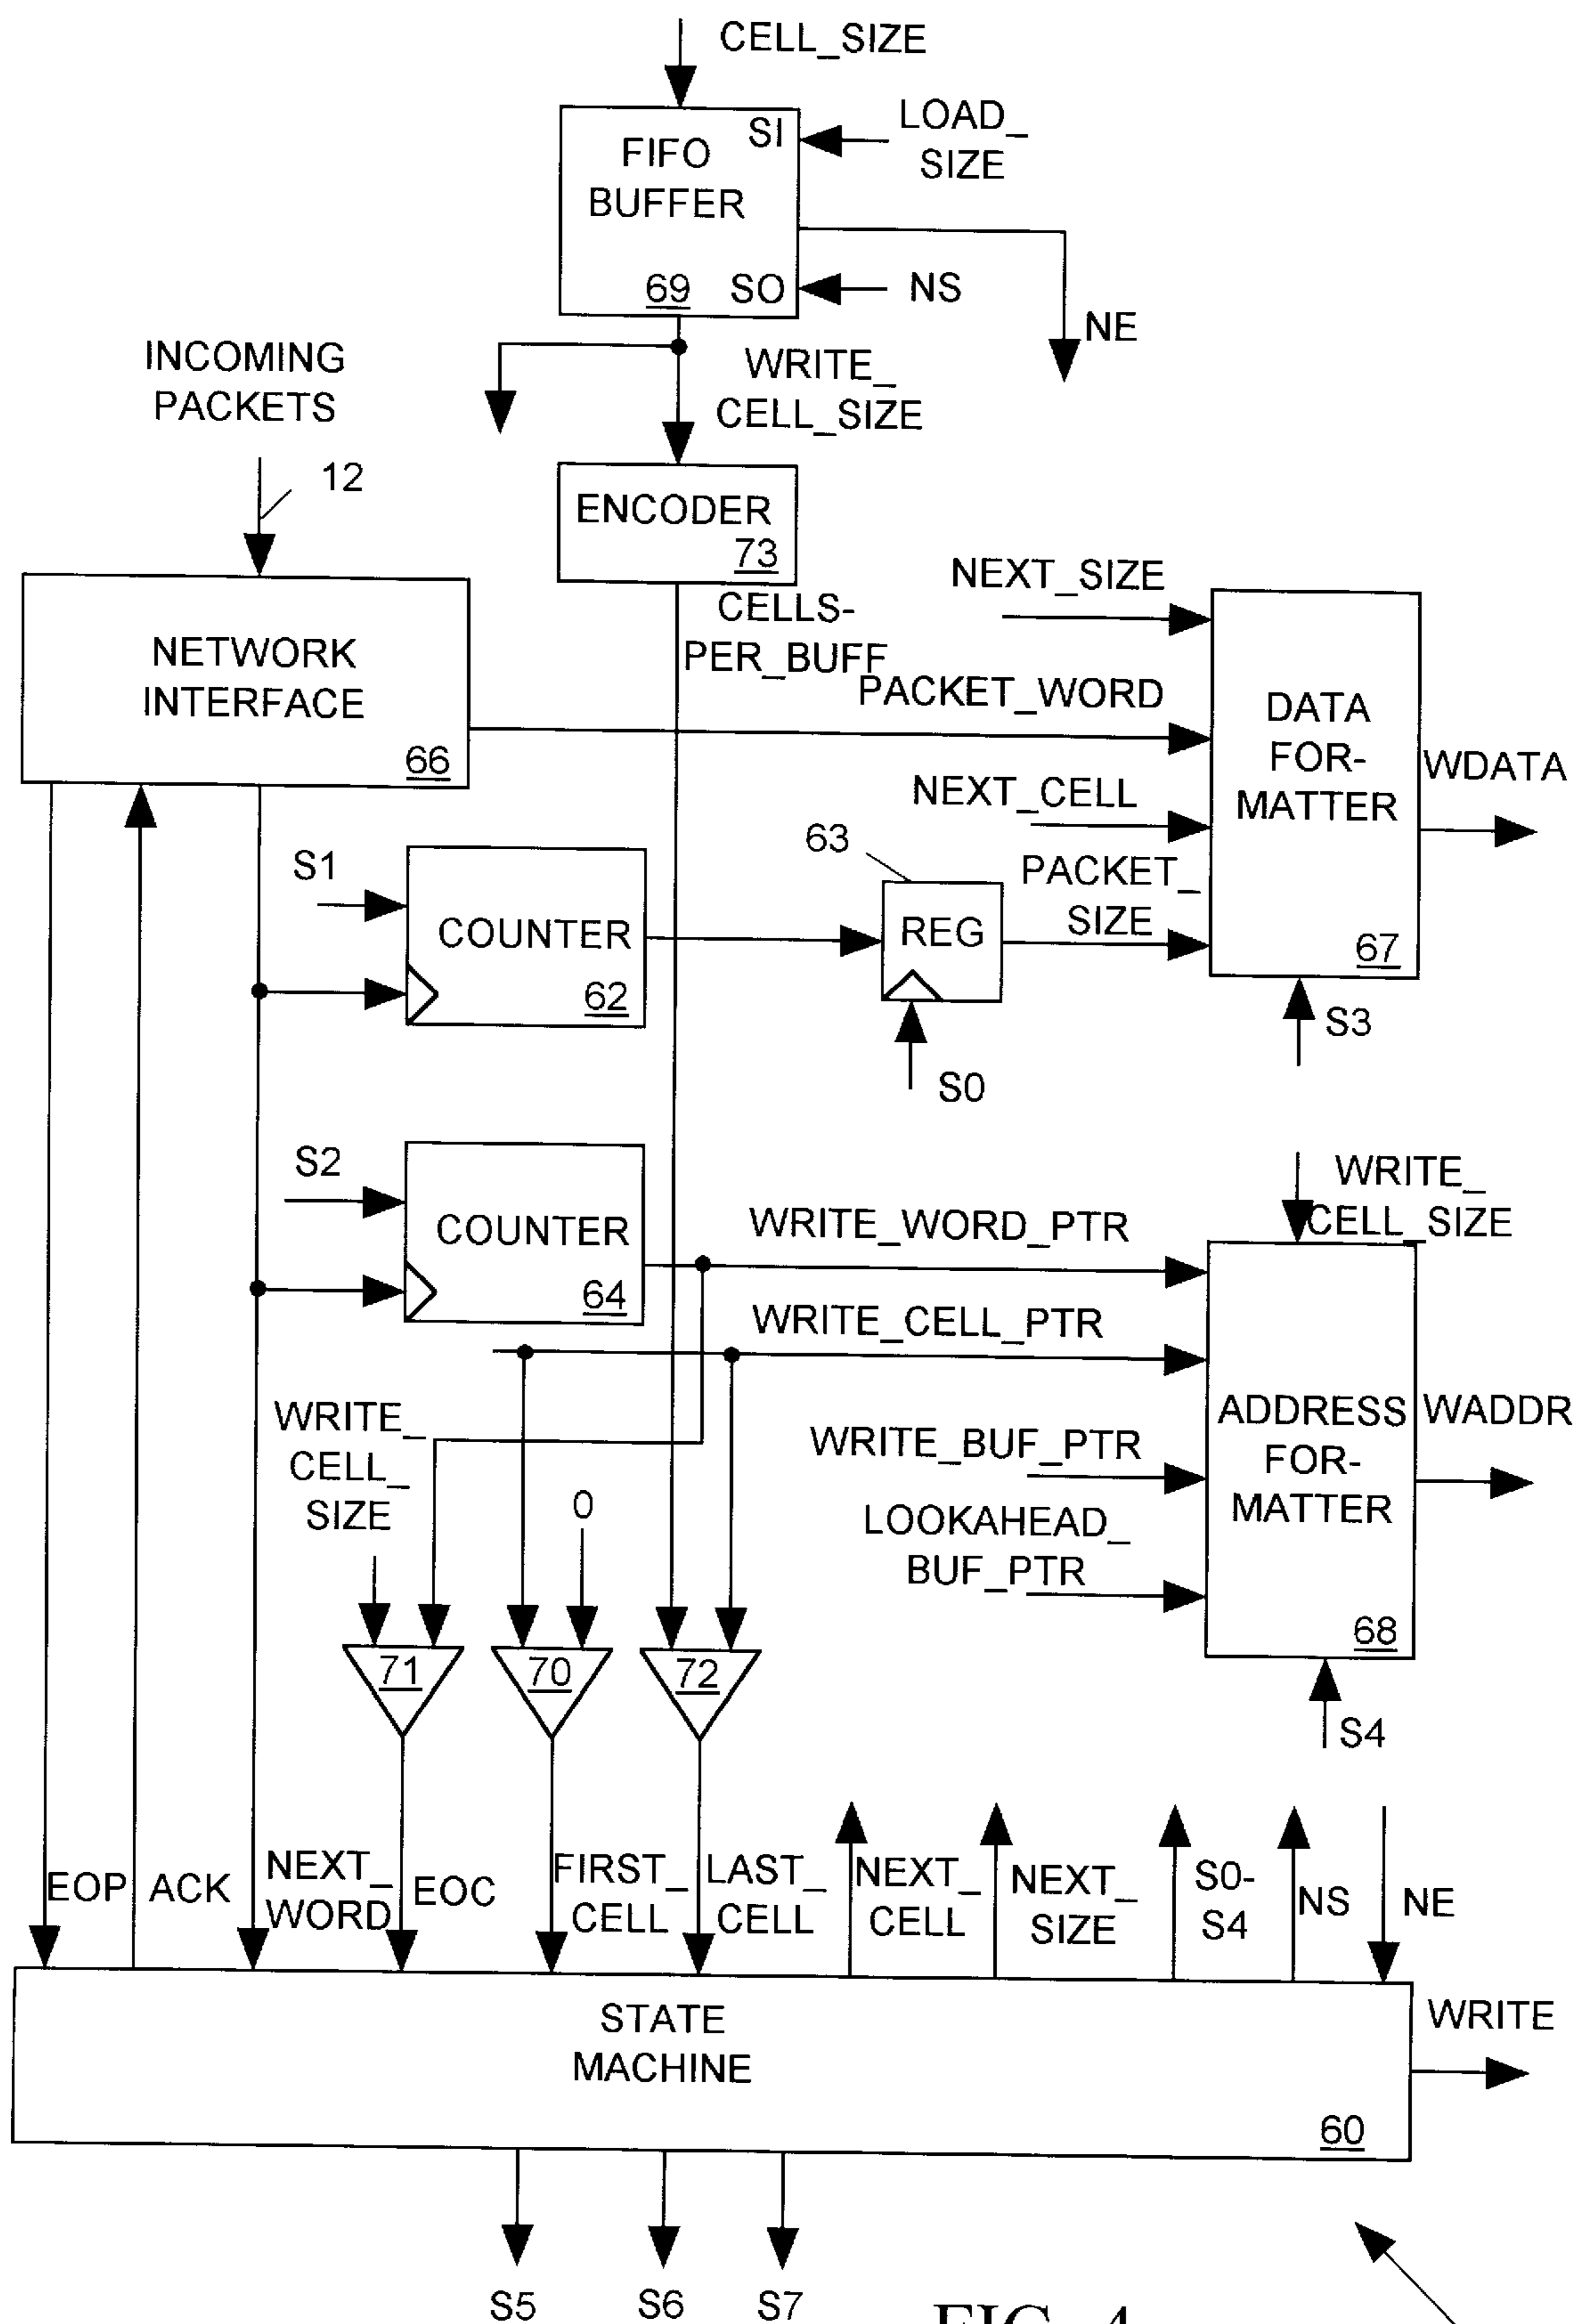 CELL_SIZE
LOAD_
SIZE
SI
FIFO
BUFFER
69
SO
NS
NE
INCOMING
PACKETS
12
WRITE_
CELL_SIZE
ENCODER
73
CELLS-
PER_BUFF
NEXT_SIZE
NETWORK
INTERFACE
66
PACKET_WORD
DATA
FOR-
MATTER
67
WDATA
NEXT_CELL
63
PACKET_
SIZE
S1
COUNTER
62
REG
S0
S3
S2
COUNTER
64
WRITE_WORD_PTR
WRITE_
CELL_SIZE
WRITE_CELL_PTR
WRITE_
CELL_
SIZE
0
WRITE_BUF_PTR
LOOKAHEAD_
BUF_PTR
ADDRESS
FOR-
MATTER
68
WADDR
71
70
72
S4
EOP
ACK
NEXT_
WORD
EOC
FIRST_
CELL
LAST_
CELL
NEXT_
CELL
NEXT_
SIZE
S0-
S4
NS
NE
STATE
MACHINE
60
WRITE
S5
S6
S7
FIG. 4